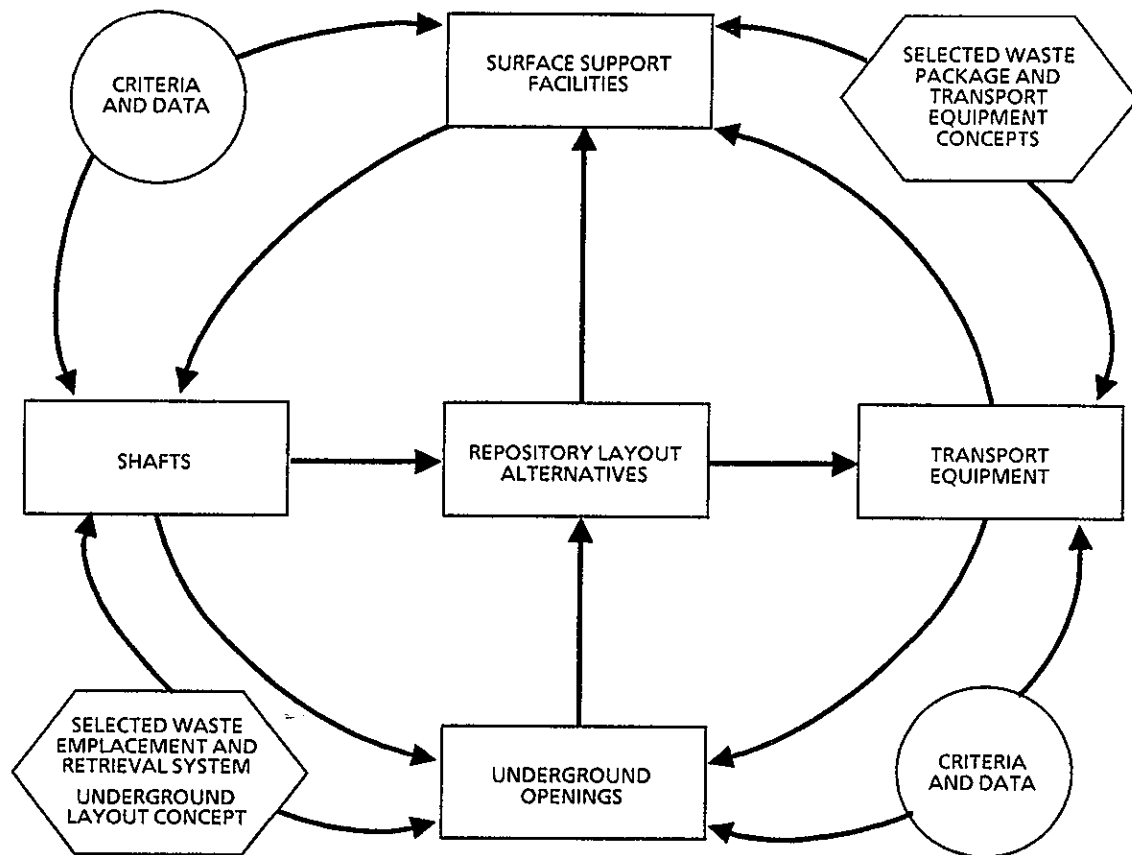 CRITERIA
AND DATA
SURFACE SUPPORT
FACILITIES
SELECTED WASTE
PACKAGE AND
TRANSPORT
EQUIPMENT
CONCEPTS
SHAFTS
REPOSITORY LAYOUT
ALTERNATIVES
TRANSPORT
EQUIPMENT
SELECTED WASTE
EMPLACEMENT AND
RETRIEVAL SYSTEM
UNDERGROUND
LAYOUT CONCEPT
UNDERGROUND
OPENINGS
CRITERIA
AND DATA